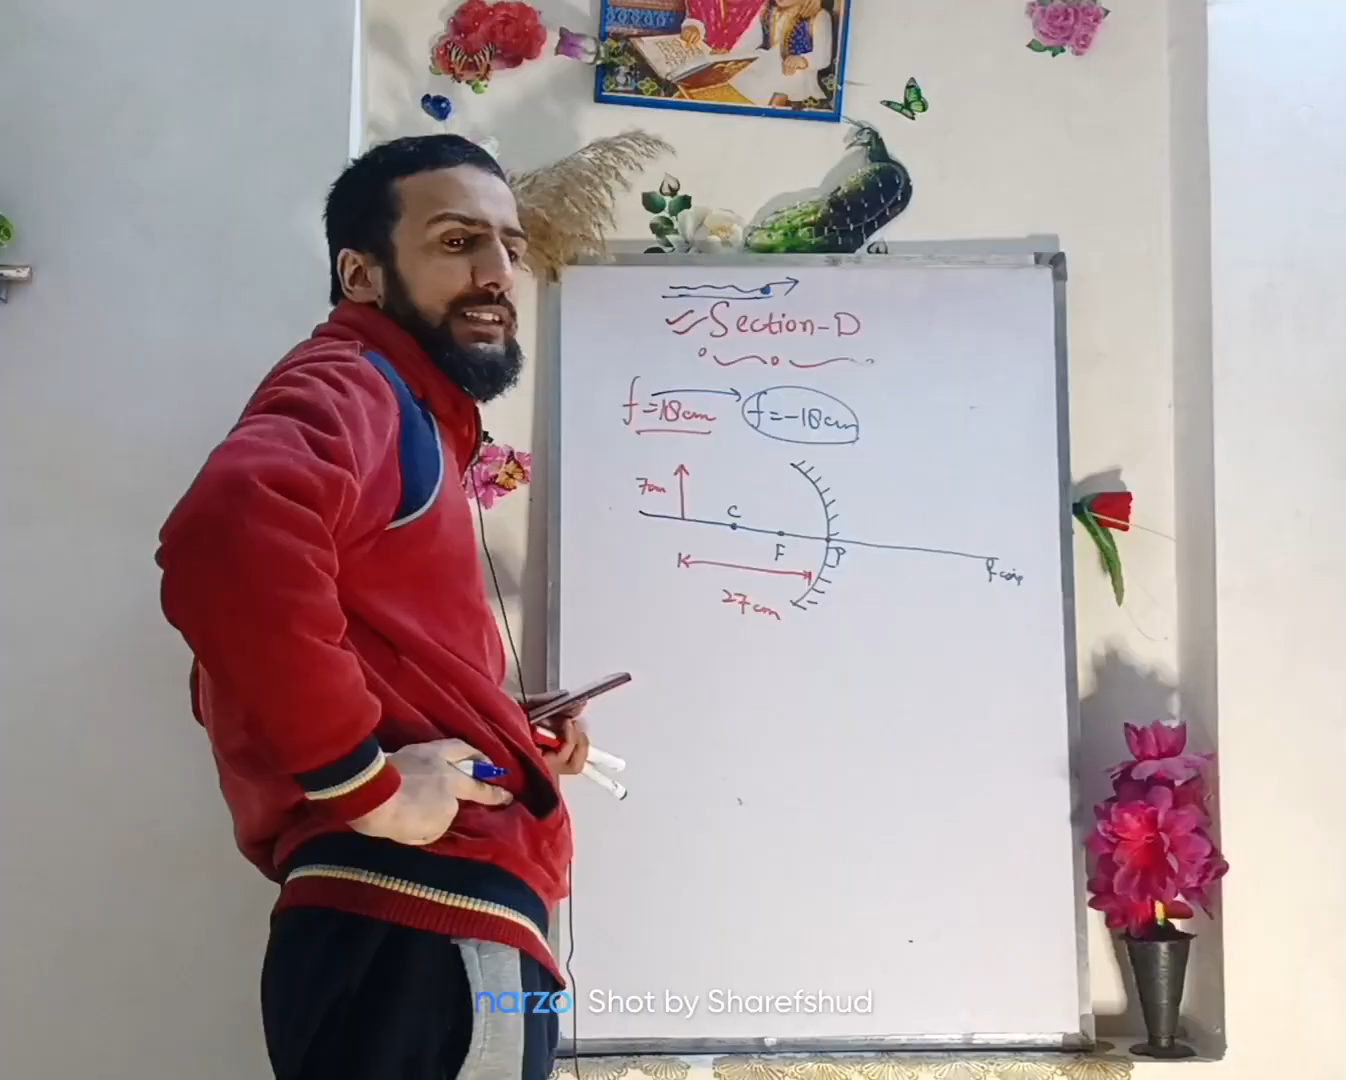 Section-D
f=18cm f=-18cm
7cm
C
F P
27cm
narzo Shot by Sharefshud